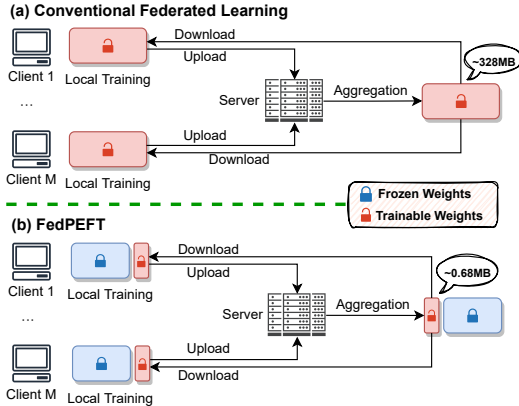 (a) Conventional Federated Learning
Download
Upload
Client 1
Local Training
Server
Aggregation
~328MB
...
Upload
Download
Client M
Local Training
Frozen Weights
Trainable Weights
(b) FedPEFT
Download
Upload
Client 1
Local Training
Server
Aggregation
~0.68MB
...
Upload
Download
Client M
Local Training